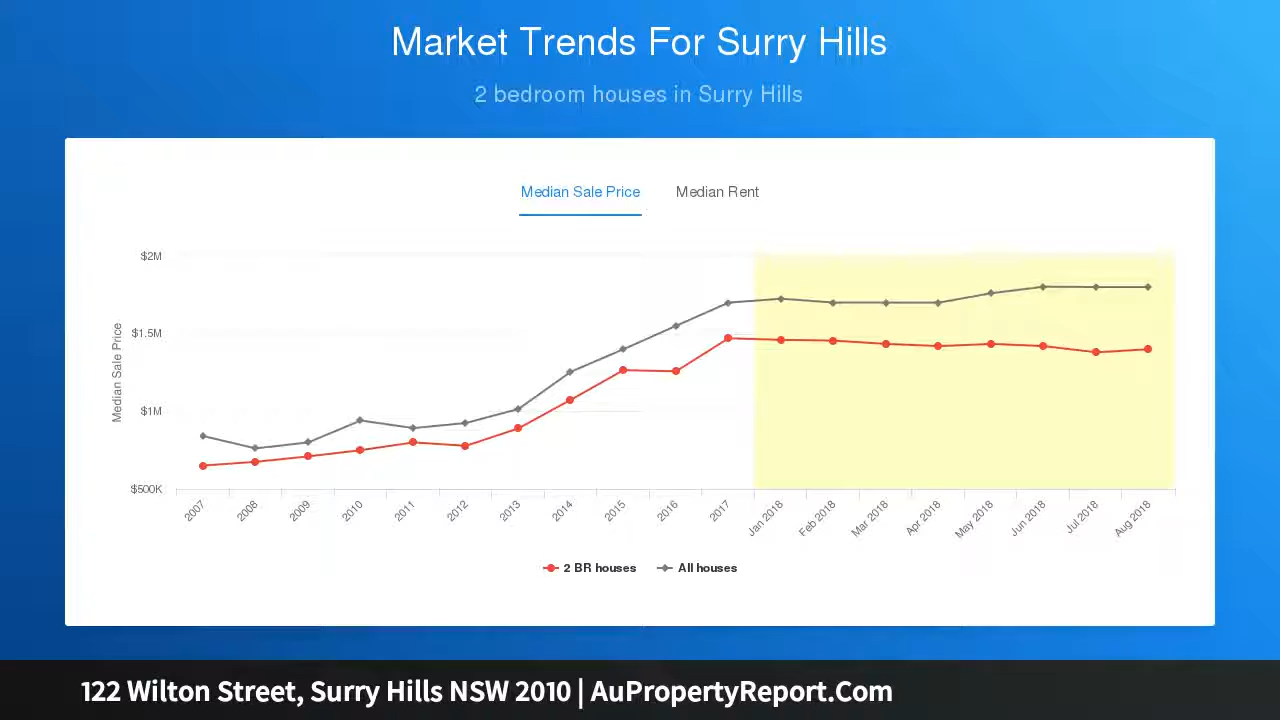 Market Trends For Surry Hills
2 bedroom houses in Surry Hills
Median Sale Price Median Rent
$2M
$1.5M
$1M
$500K
Median Sale Price
2007 2008 2009 2010 2011 2012 2013 2014 2015 2016 2017 Jan 2018 Feb 2018 Mar 2018 Apr 2018 May 2018 Jun 2018 Jul 2018 Aug 2018
2 BR houses All houses
122 Wilton Street, Surry Hills NSW 2010 | AuPropertyReport.Com